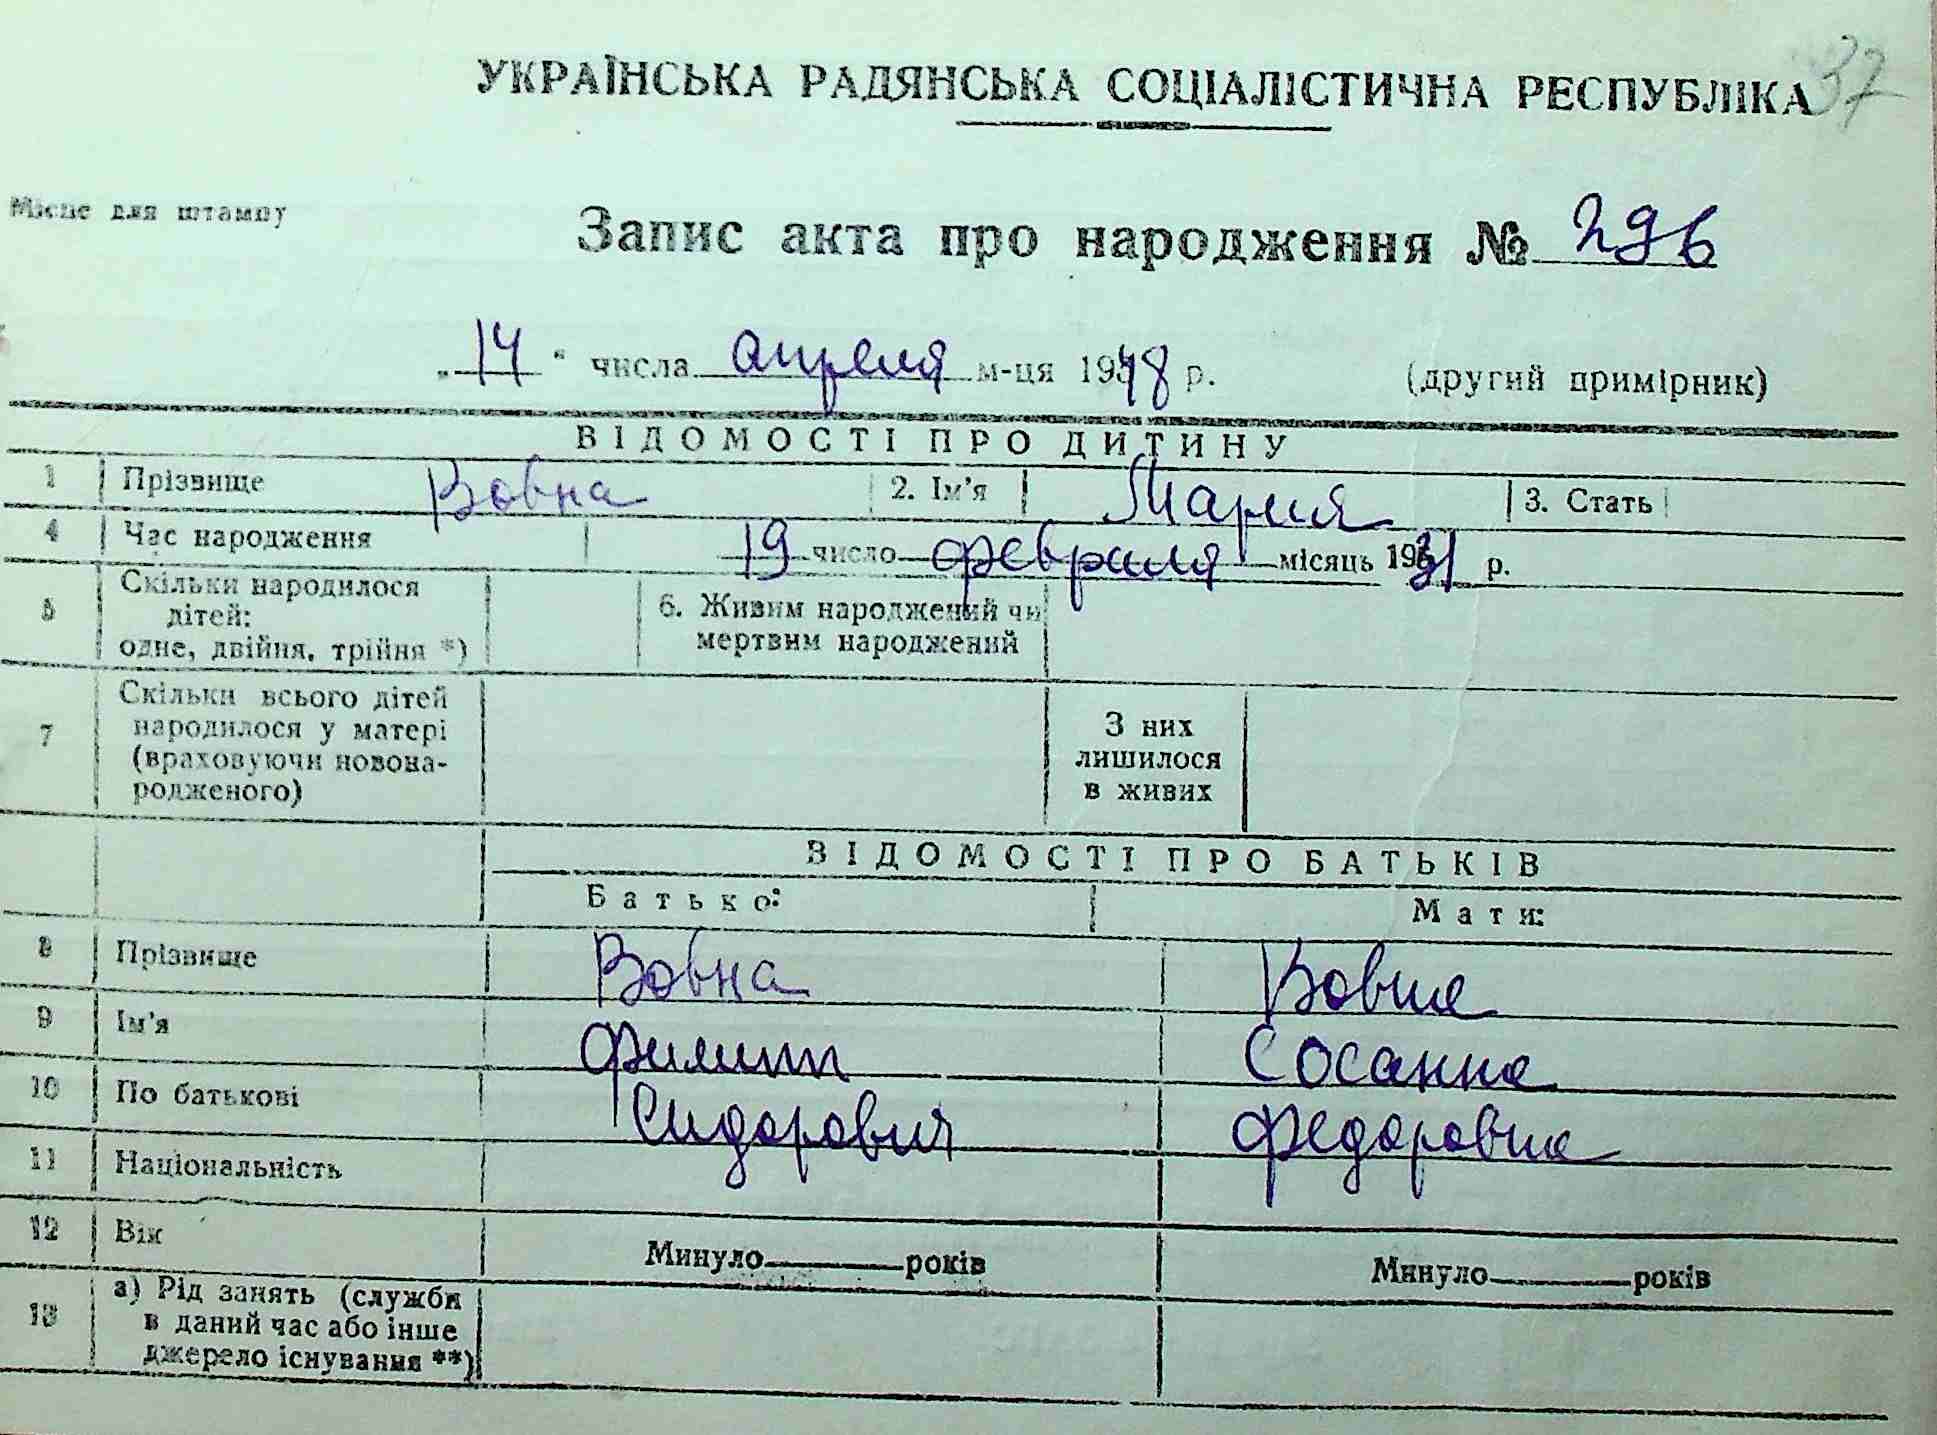 37
УКРАЇНСЬКА РАДЯНСЬКА СОЦІАЛІСТИЧНА РЕСПУБЛІКА
Місце для штампу
Запис акта про народження № 296
„14“ числа апреля м-ця 1948 р. (другий примірник)
ВІДОМОСТІ ПРО ДИТИНУ
1 Прізвище Вовна 2. Ім'я Мария 3. Стать
4 Час народження 19 число февраля місяць 1931 р.
5 Скільки народилося дітей: одне, двійня, трійня *) 6. Живим народжений чи мертвим народжений
7 Скільки всього дітей народилося у матері (враховуючи новонародженого) З них лишилося в живих
ВІДОМОСТІ ПРО БАТЬКІВ
Батько: Мати:
8 Прізвище Вовна Вовна
9 Ім'я Филипп Сосанна
10 По батькові Сидорович Федоровна
11 Національність
12 Вік Минуло років Минуло років
13 а) Рід занять (служби в даний час або інше джерело існування **)